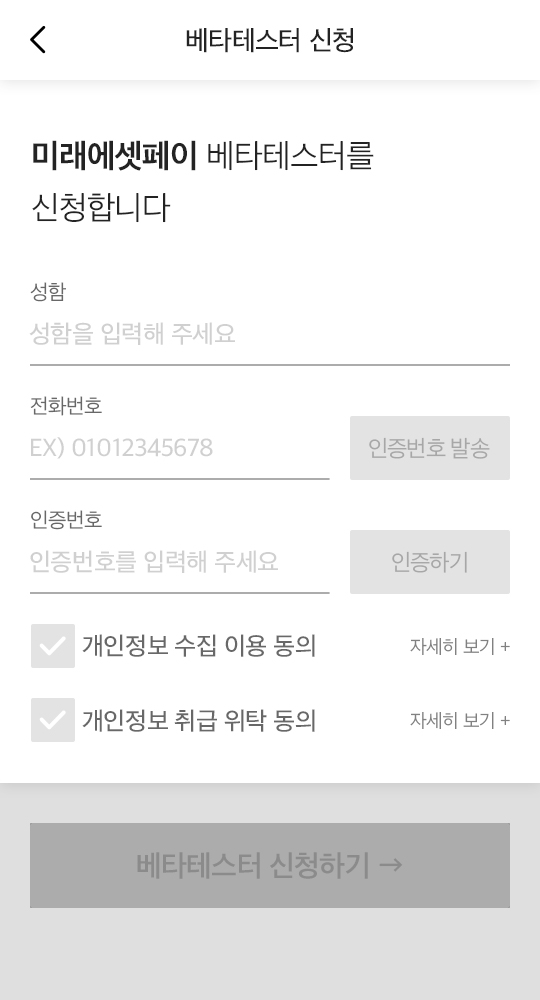 베타테스터 신청
미래에셋페이 베타테스터를
신청합니다
성함
성함을 입력해 주세요
전화번호
EX) 01012345678
인증번호 발송
인증번호
인증번호를 입력해 주세요
인증하기
개인정보 수집 이용 동의
자세히 보기 +
개인정보 취급 위탁 동의
자세히 보기 +
베타테스터 신청하기 →